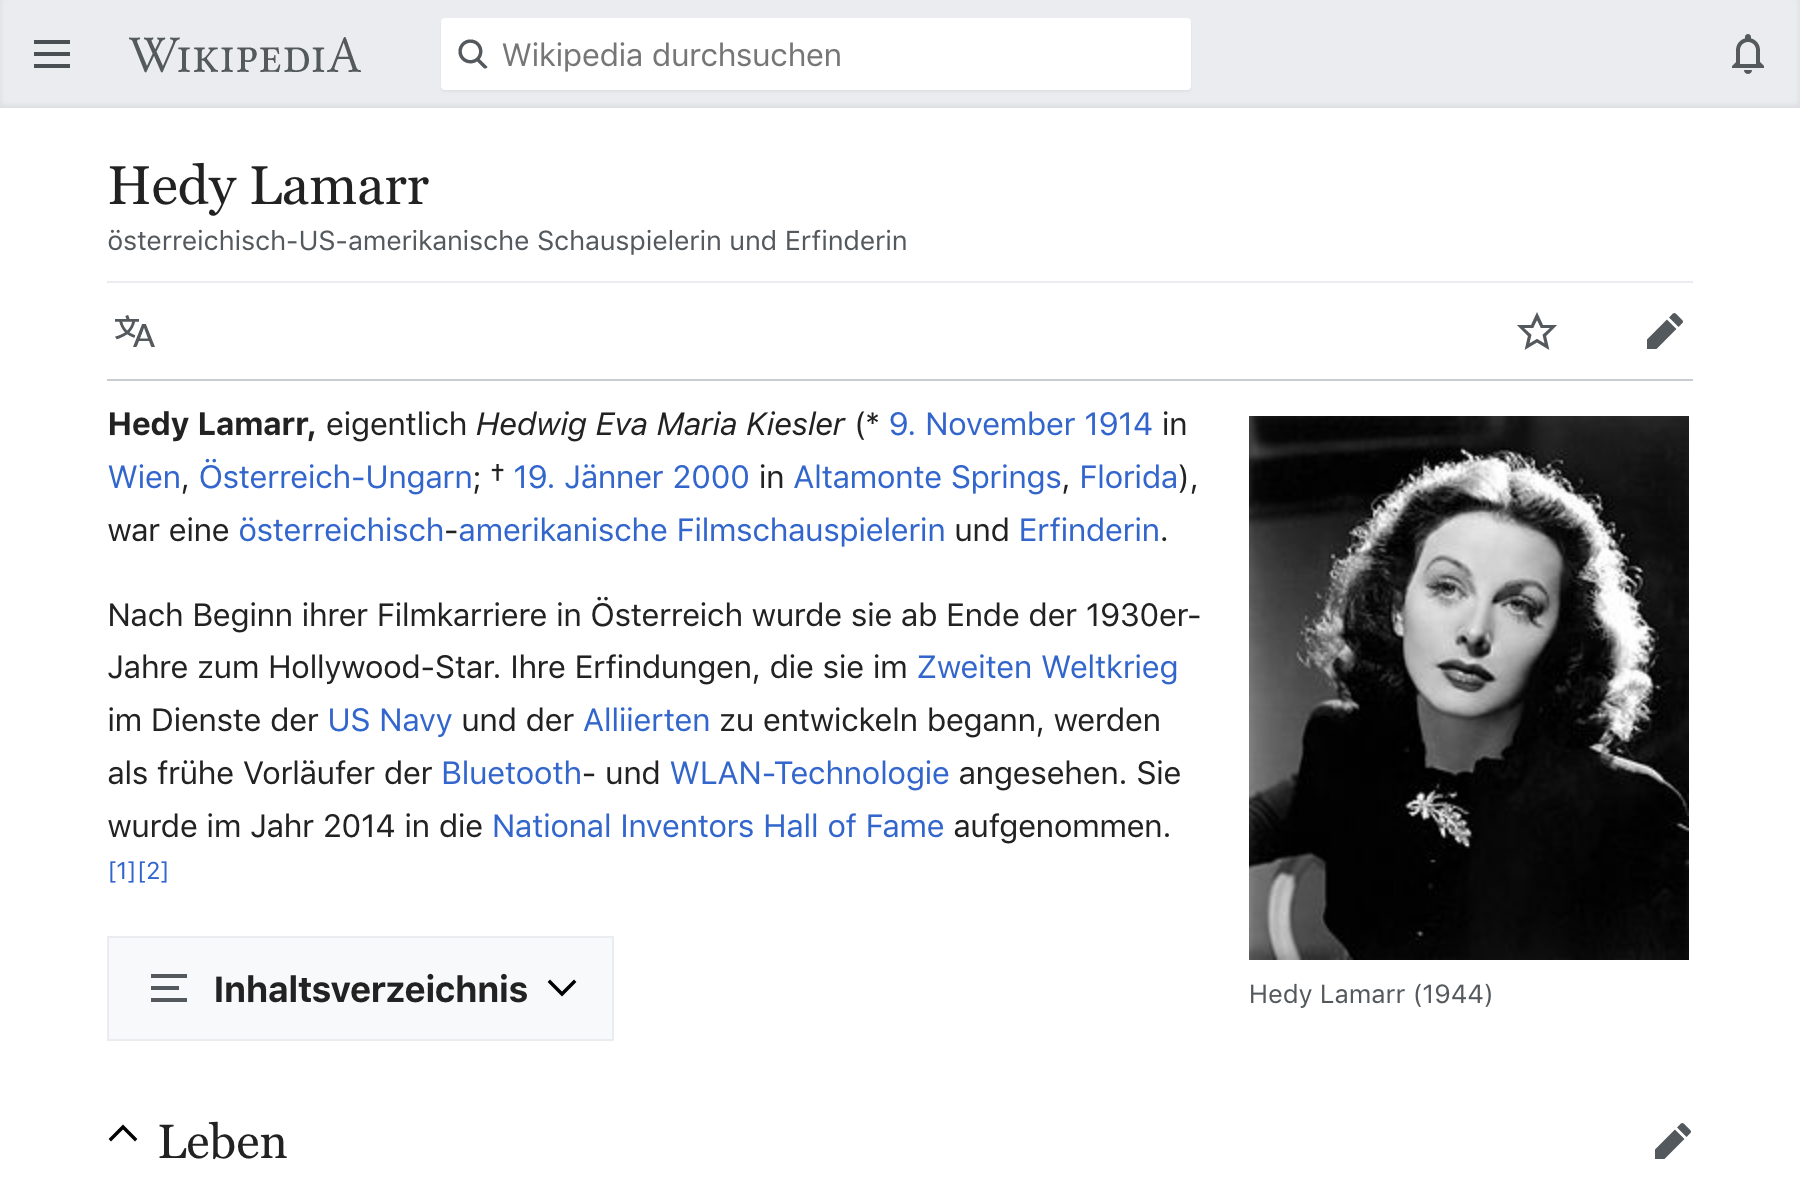 WIKIPEDIA
Wikipedia durchsuchen
Hedy Lamarr
österreichisch-US-amerikanische Schauspielerin und Erfinderin
文A
Hedy Lamarr, eigentlich Hedwig Eva Maria Kiesler (* 9. November 1914 in
Wien, Österreich-Ungarn; † 19. Jänner 2000 in Altamonte Springs, Florida),
war eine österreichisch-amerikanische Filmschauspielerin und Erfinderin.
Nach Beginn ihrer Filmkarriere in Österreich wurde sie ab Ende der 1930er-
Jahre zum Hollywood-Star. Ihre Erfindungen, die sie im Zweiten Weltkrieg
im Dienste der US Navy und der Alliierten zu entwickeln begann, werden
als frühe Vorläufer der Bluetooth- und WLAN-Technologie angesehen. Sie
wurde im Jahr 2014 in die National Inventors Hall of Fame aufgenommen.
[1][2]
Hedy Lamarr (1944)
Inhaltsverzeichnis
Leben